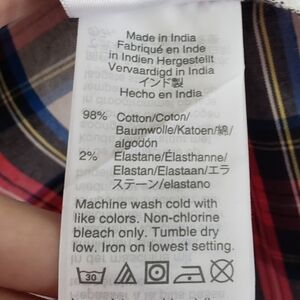 Made in India
Fabriqué en Inde
in Indien Hergestellt
Vervaardigd in India
インド製
Hecho en India
98% Cotton/Coton/
Baumwolle/Katoen/綿/
algodón
2% Elastane/Élasthanne/
Elastan/Elastaan/エラ
ステーン/elastano
Machine wash cold with
like colors. Non-chlorine
bleach only. Tumble dry
low. Iron on lowest setting.
30